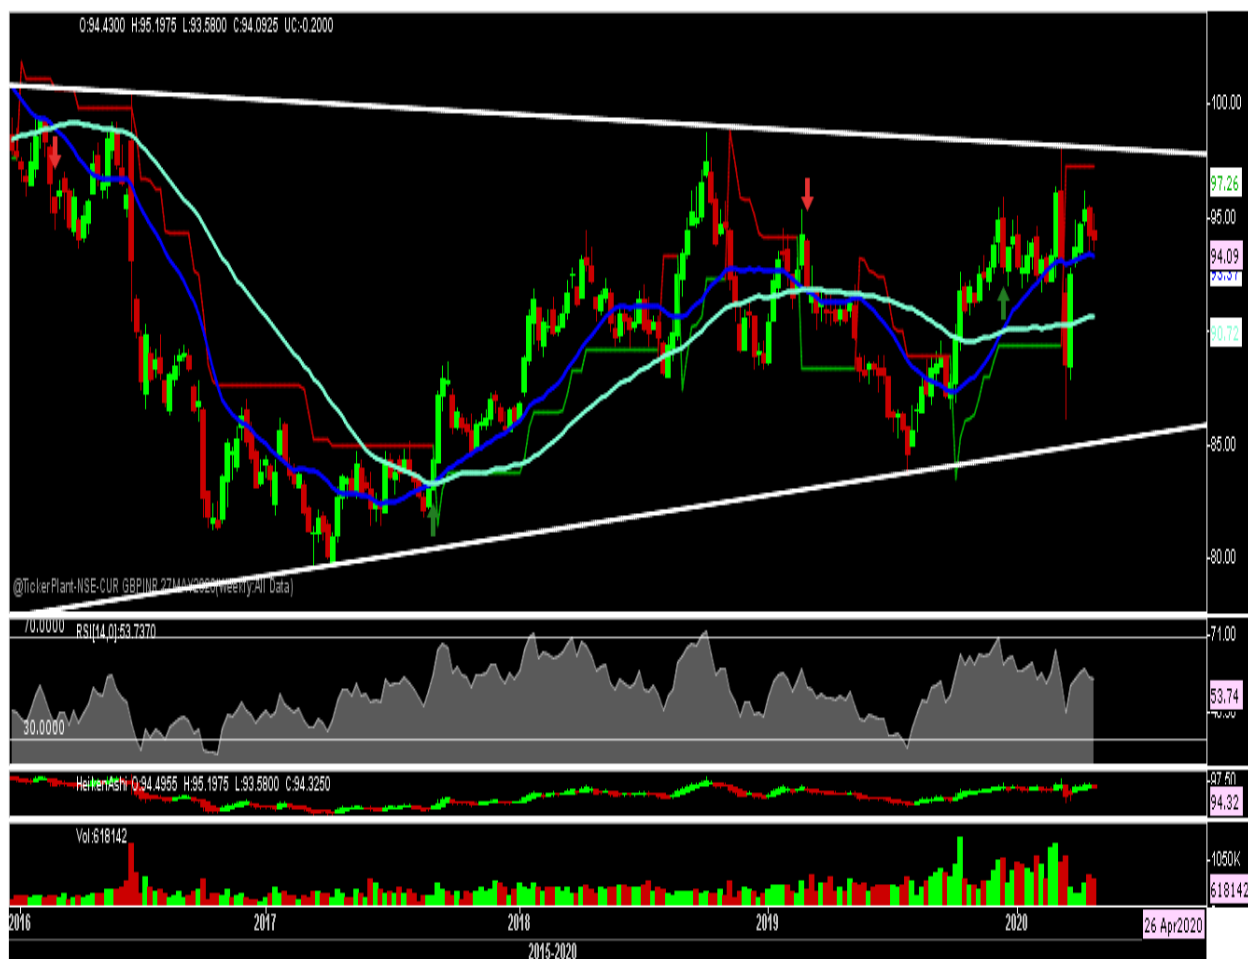 O:94.4300 H:95.1975 L:93.5800 C:94.0925 UC:-0.2000
100.00
97.26
95.00
94.09
90.72
85.00
80.00
@TickerPlant-NSE-CUR GBPINR 27MAY2020(Weekly:All Data)
70.0000
RSI[14,0]:53.7370
71.00
53.74
30.0000
HeikenAshi O:94.4955 H:95.1975 L:93.5800 C:94.3250
97.50
94.32
Vol:618142
1050K
618142
2016 2017 2018 2019 2020
26 Apr2020
2015-2020